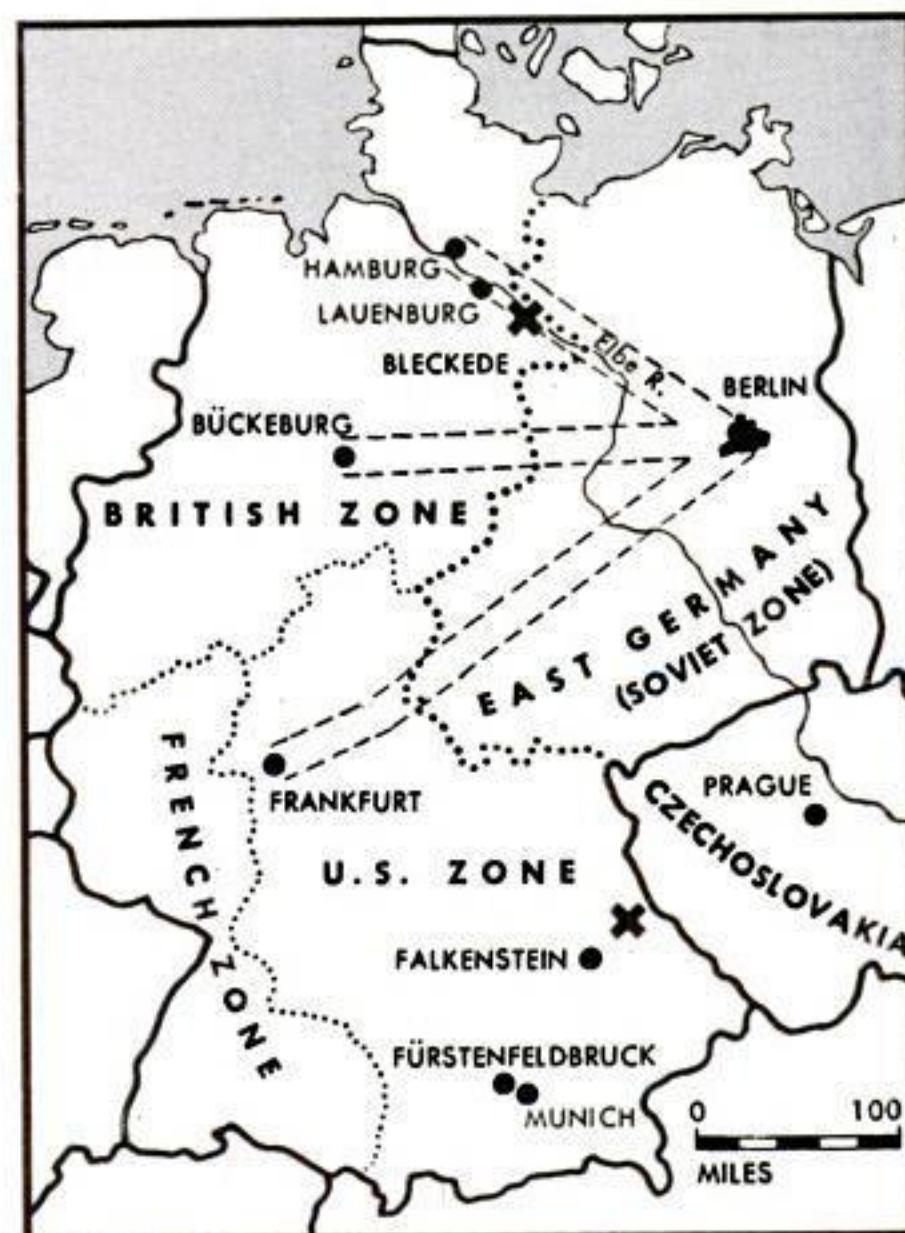 HAMBURG
LAUENBURG
BLECKEDE
Elbe R.
BERLIN
BÜCKEBURG
BRITISH ZONE
EAST GERMANY
(SOVIET ZONE)
FRENCH ZONE
FRANKFURT
PRAGUE
CZECHOSLOVAKIA
U.S. ZONE
FALKENSTEIN
FÜRSTENFELDBRUCK
MUNICH
0 100
MILES